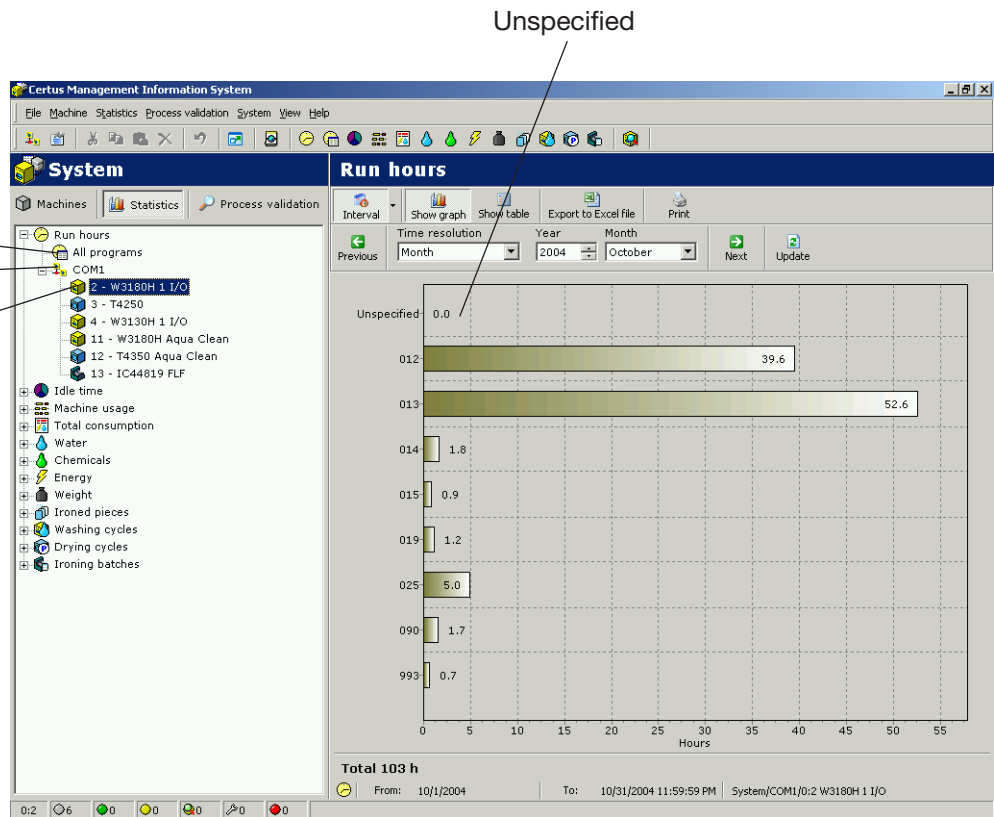 Unspecified
Certus Management Information System
File Machine Statistics Process validation System View Help
System
Run hours
Machines Statistics Process validation
Interval Show graph Show table Export to Excel file Print
Previous Time resolution Month Year 2004 Month October Next Update
Run hours
All programs
COM1
2 - W3180H 1 I/O
3 - T4250
4 - W3130H 1 I/O
11 - W3180H Aqua Clean
12 - T4350 Aqua Clean
13 - IC44819 FLF
Idle time
Machine usage
Total consumption
Water
Chemicals
Energy
Weight
Ironed pieces
Washing cycles
Drying cycles
Ironing batches
Unspecified 0.0
012 39.6
013 52.6
014 1.8
015 0.9
019 1.2
025 5.0
090 1.7
993 0.7
0 5 10 15 20 25 30 35 40 45 50 55
Hours
Total 103 h
From: 10/1/2004 To: 10/31/2004 11:59:59 PM System/COM1/0:2 W3180H 1 I/O
0:2 6 0 0 0 0 0